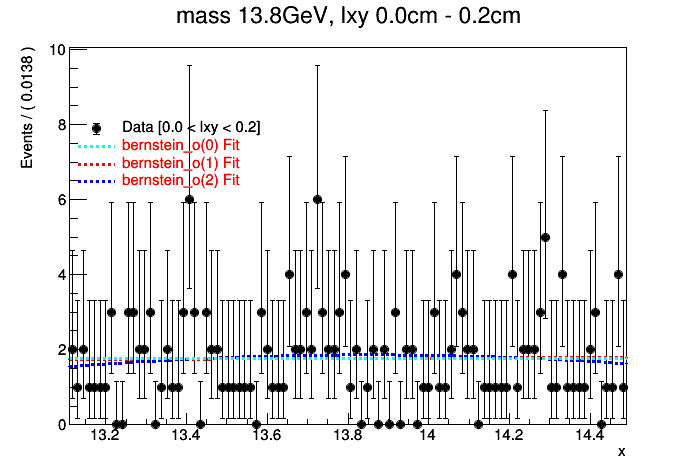 mass 13.8GeV, lxy 0.0cm - 0.2cm
Events / ( 0.0138 )
10
8
6
4
2
0
Data [0.0 < lxy < 0.2]
bernstein_o(0) Fit
bernstein_o(1) Fit
bernstein_o(2) Fit
13.2 13.4 13.6 13.8 14 14.2 14.4
x